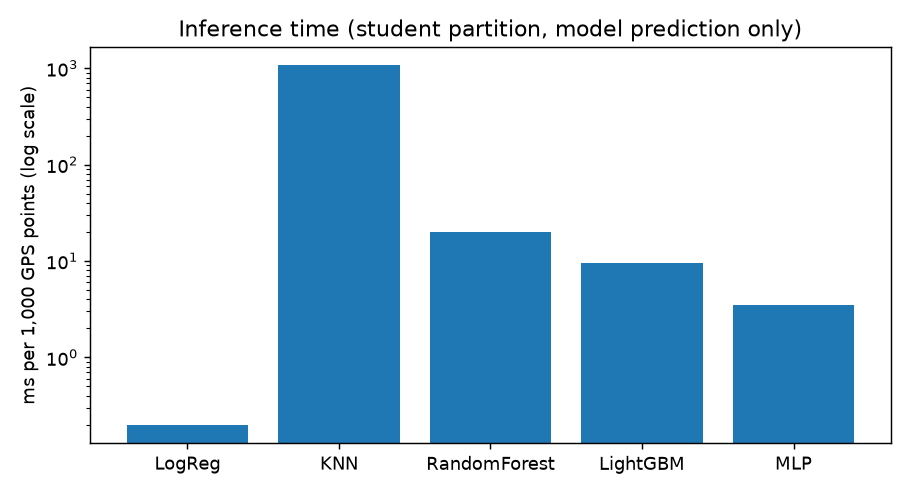 Inference time (student partition, model prediction only)
ms per 1,000 GPS points (log scale)
10³
10²
10¹
10⁰
LogReg KNN RandomForest LightGBM MLP